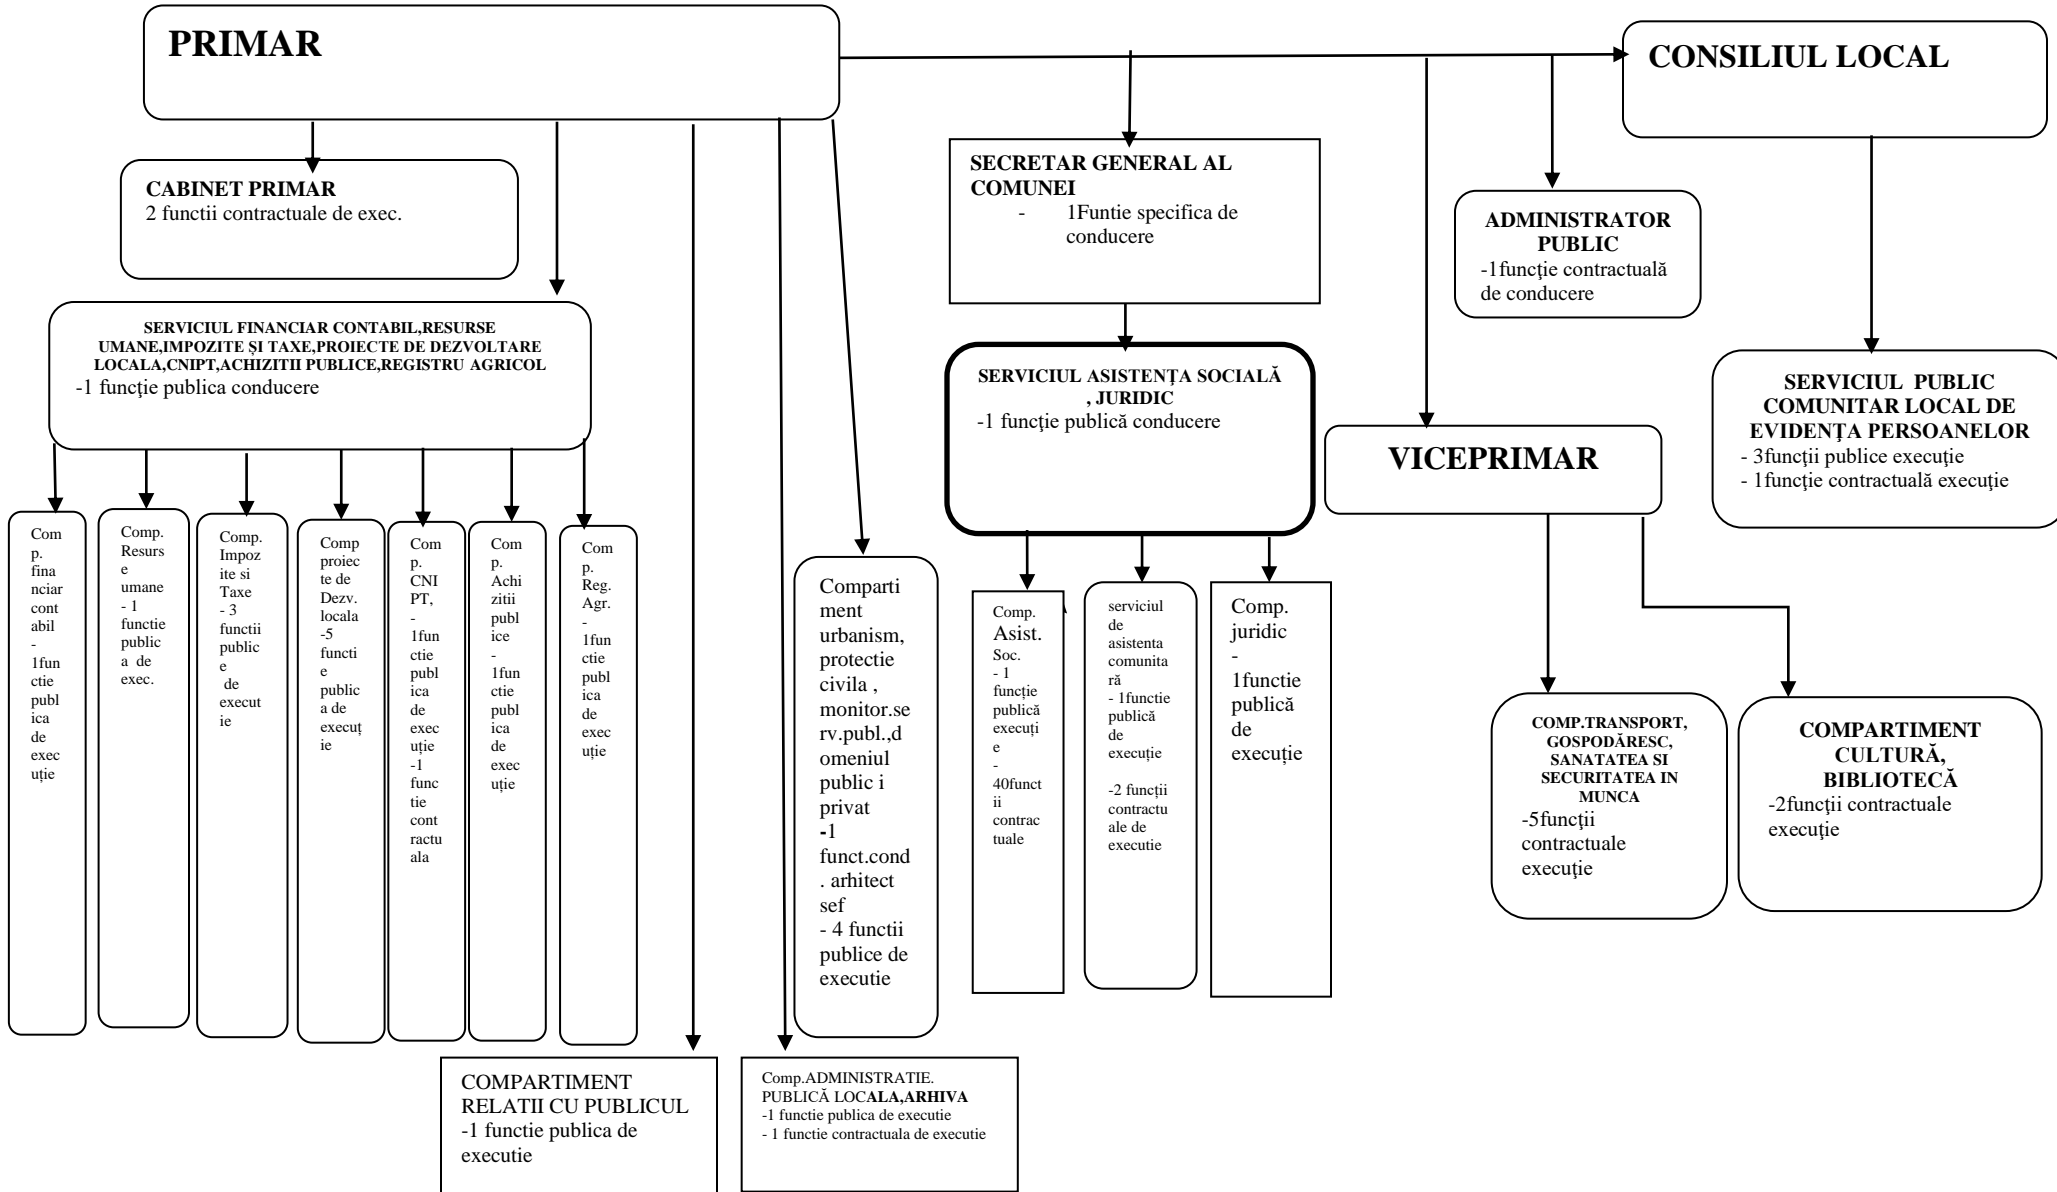 PRIMAR
CONSILIUL LOCAL
CABINET PRIMAR
2 functii contractuale de exec.
SECRETAR GENERAL AL
COMUNEI
- 1Funtie specifica de
conducere
ADMINISTRATOR
PUBLIC
-1funcţie contractuală
de conducere
SERVICIUL FINANCIAR CONTABIL,RESURSE
UMANE,IMPOZITE ȘI TAXE,PROIECTE DE DEZVOLTARE
LOCALA,CNIPT,ACHIZITII PUBLICE,REGISTRU AGRICOL
-1 funcţie publica conducere
SERVICIUL ASISTENŢA SOCIALĂ
, JURIDIC
-1 funcţie publică conducere
SERVICIUL PUBLIC
COMUNITAR LOCAL DE
EVIDENŢA PERSOANELOR
- 3funcţii publice execuţie
- 1funcţie contractuală execuţie
VICEPRIMAR
Com
p.
fina
nciar
cont
abil
-
1fun
ctie
publ
ica
de
exec
uție
Comp.
Resurs
e
umane
- 1
functie
public
a de
exec.
Comp.
Impoz
ite si
Taxe
- 3
functii
public
e
de
execut
ie
Comp
proiec
te de
Dezv.
locala
-5
functi
e
public
a de
execuț
ie
Com
p.
CNI
PT,
-
1fun
ctie
publ
ica
de
exec
uție
-1
func
tie
cont
ractu
ala
Com
p.
Achi
zitii
publ
ice
-
1fun
ctie
publ
ica
de
exec
uție
Com
p.
Reg.
Agr.
-
1fun
ctie
publ
ica
de
exec
uție
Comparti
ment
urbanism,
protectie
civila ,
monitor.se
rv.publ.,d
omeniul
public i
privat
-1
funct.cond
. arhitect
sef
- 4 functii
publice de
executie
Comp.
Asist.
Soc.
- 1
funcție
publică
execuți
e
-
40funct
ii
contrac
tuale
serviciul
de
asistenta
comunita
ră
- 1functie
publică
de
execuție
-2 funcții
contractu
ale de
executie
Comp.
juridic
-
1functie
publică
de
execuție
COMP.TRANSPORT,
GOSPODĂRESC,
SANATATEA SI
SECURITATEA IN
MUNCA
-5funcţii
contractuale
execuţie
COMPARTIMENT
CULTURĂ,
BIBLIOTECĂ
-2funcţii contractuale
execuţie
COMPARTIMENT
RELATII CU PUBLICUL
-1 functie publica de
executie
Comp.ADMINISTRATIE.
PUBLICĂ LOCALA,ARHIVA
-1 functie publica de executie
- 1 functie contractuala de executie